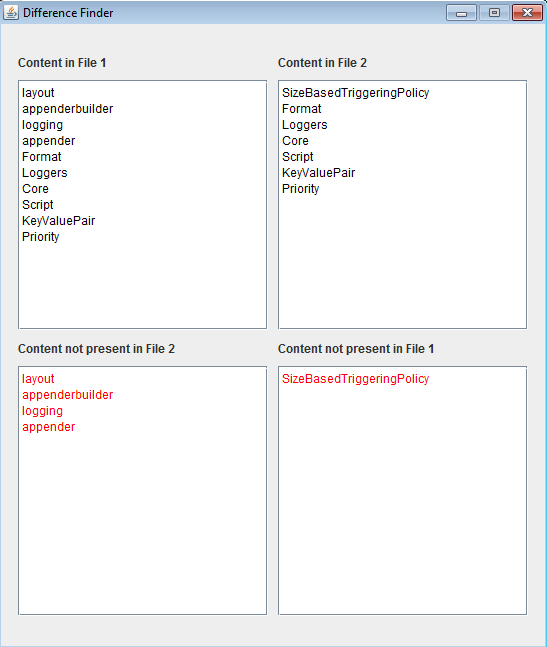 Difference Finder
Content in File 1
layout
appenderbuilder
logging
appender
Format
Loggers
Core
Script
KeyValuePair
Priority
Content in File 2
SizeBasedTriggeringPolicy
Format
Loggers
Core
Script
KeyValuePair
Priority
Content not present in File 2
layout
appenderbuilder
logging
appender
Content not present in File 1
SizeBasedTriggeringPolicy